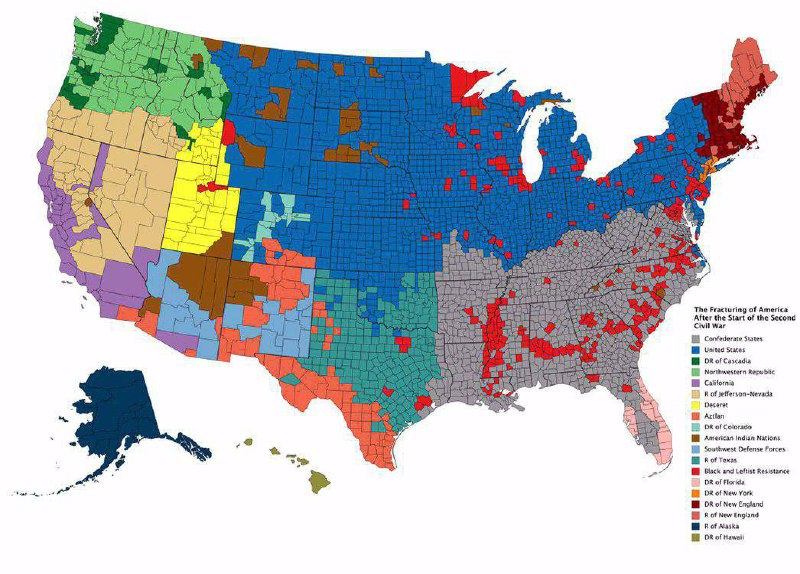 The Fracturing of America
After the Start of the Second
Civil War
Confederate States
United States
DR of Cascadia
Northwestern Republic
California
R of Jefferson-Nevada
Deseret
Aztlan
DR of Colorado
American Indian Nations
Southwest Defense Forces
R of Texas
Black and Leftist Resistance
DR of Florida
DR of New York
DR of New England
R of New England
R of Alaska
DR of Hawaii